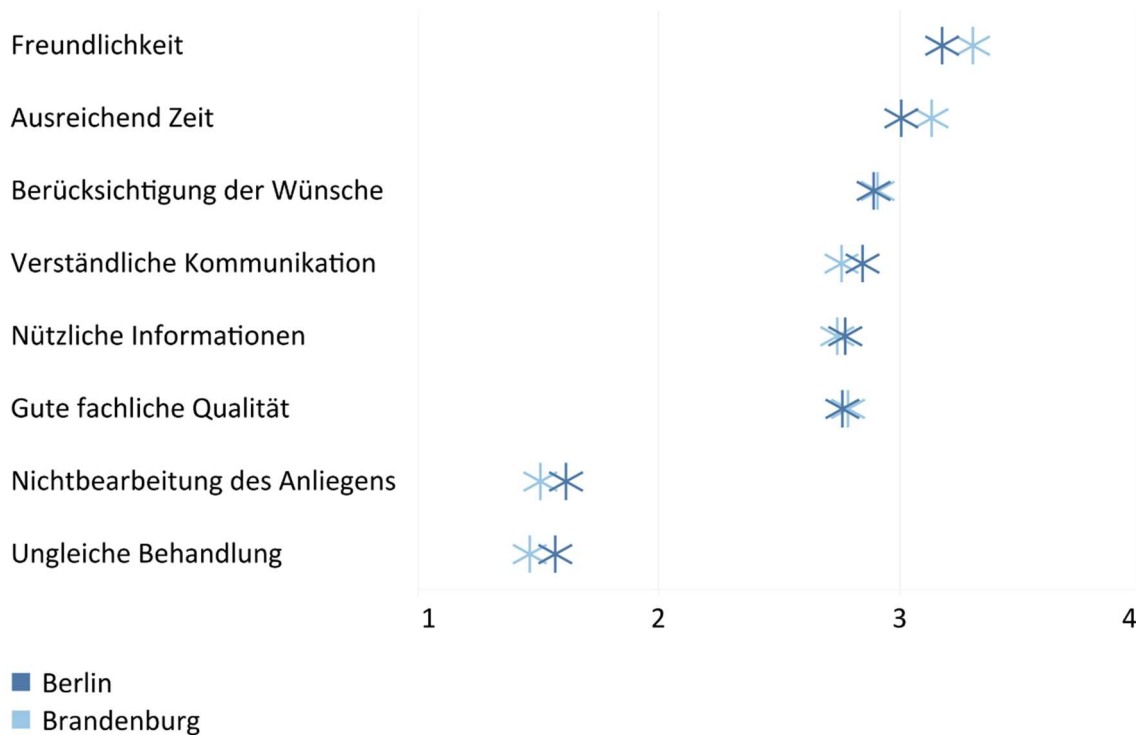 Freundlichkeit
Ausreichend Zeit
Berücksichtigung der Wünsche
Verständliche Kommunikation
Nützliche Informationen
Gute fachliche Qualität
Nichtbearbeitung des Anliegens
Ungleiche Behandlung
1 2 3 4
Berlin
Brandenburg